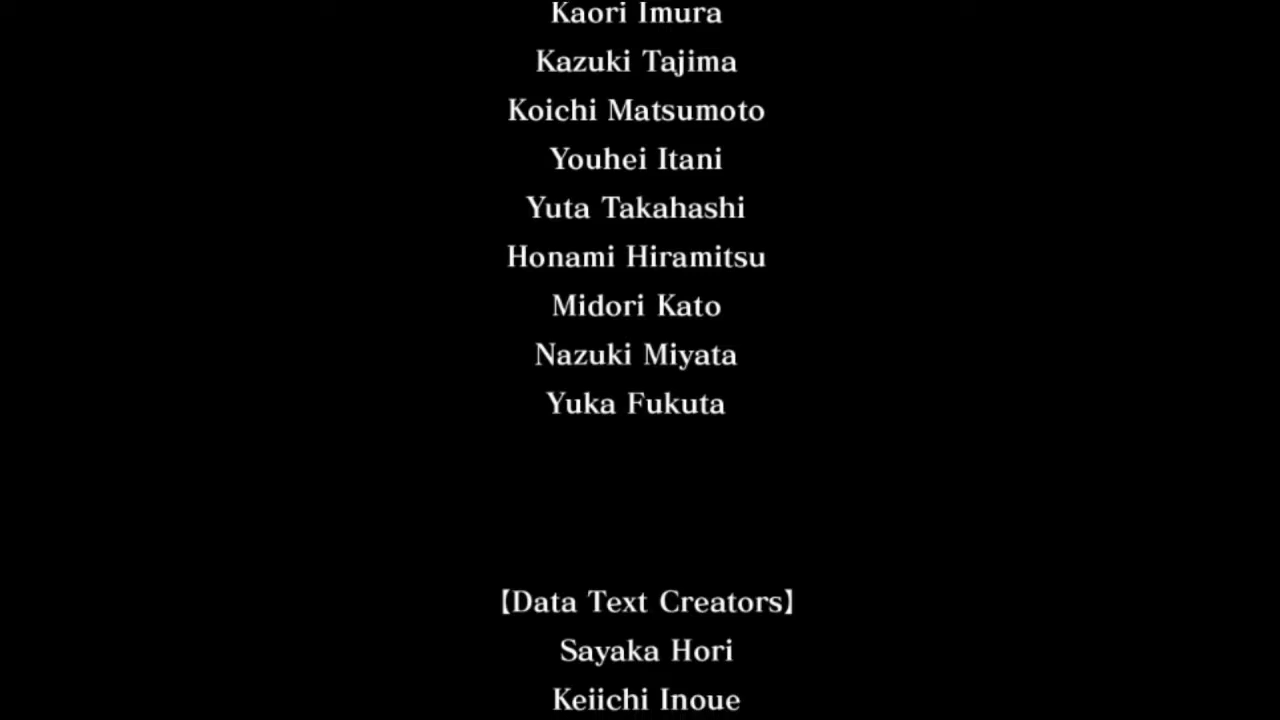 Kaori Imura
Kazuki Tajima
Koichi Matsumoto
Youhei Itani
Yuta Takahashi
Honami Hiramitsu
Midori Kato
Nazuki Miyata
Yuka Fukuta
【Data Text Creators】
Sayaka Hori
Keiichi Inoue